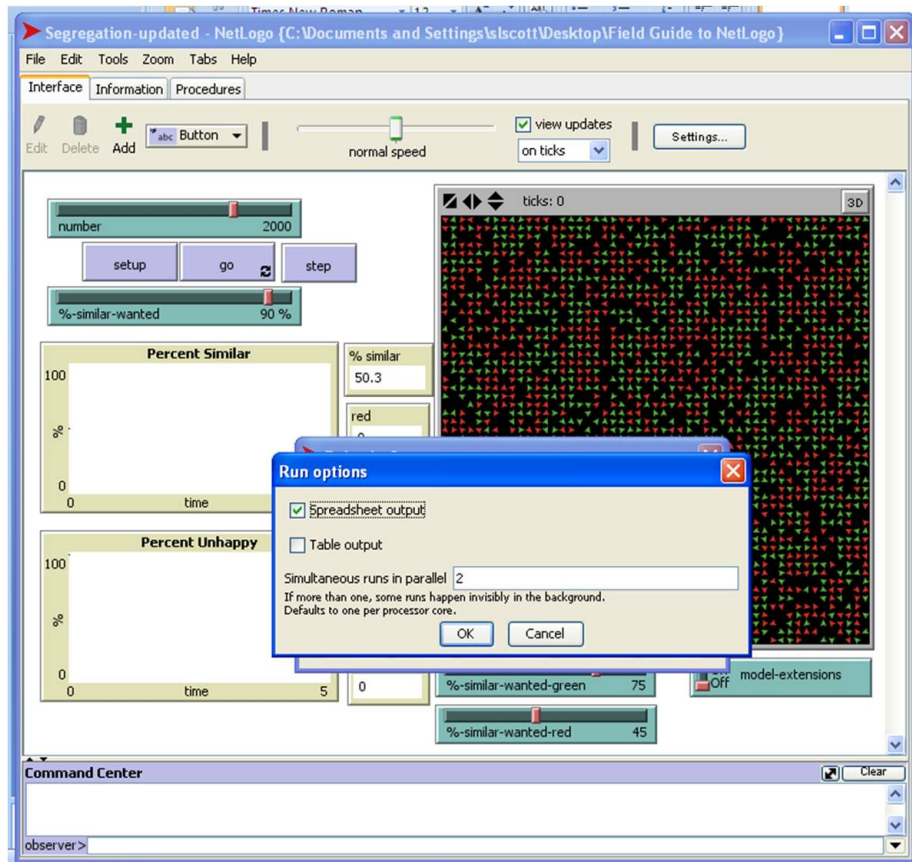 Times New Roman 12
Segregation-updated - NetLogo {C:\Documents and Settings\slscott\Desktop\Field Guide to NetLogo}
File Edit Tools Zoom Tabs Help
Interface Information Procedures
Edit Delete Add abc Button normal speed view updates on ticks Settings...
ticks: 0 3D
number 2000
setup go step
%-similar-wanted 90 %
Percent Similar
100
%
0
0 time
% similar
50.3
red
Run options
Spreadsheet output
Table output
Simultaneous runs in parallel 2
If more than one, some runs happen invisibly in the background.
Defaults to one per processor core.
OK Cancel
Percent Unhappy
100
%
0
0 time 5
0
%-similar-wanted-green 75
Off model-extensions
%-similar-wanted-red 45
Command Center Clear
observer>